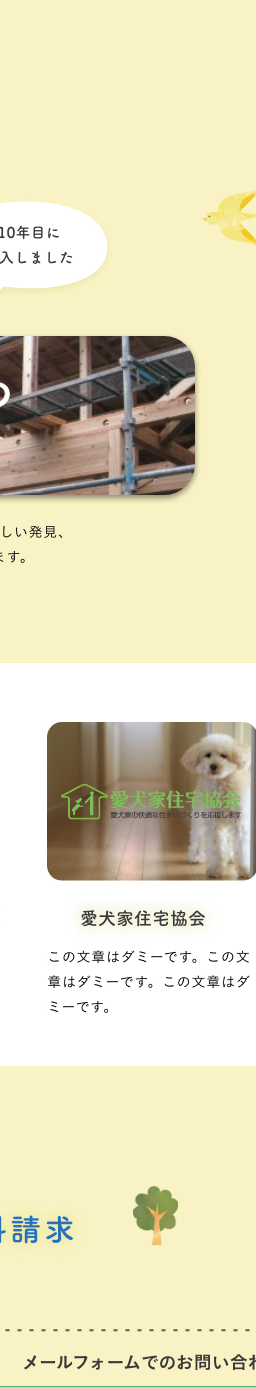 10年目に
入しました
しい発見、
ます。
愛犬家住宅協会
愛犬家の快適な住まいづくりを応援します
愛犬家住宅協会
この文章はダミーです。この文
章はダミーです。この文章はダ
ミーです。
料請求
メールフォームでのお問い合わ